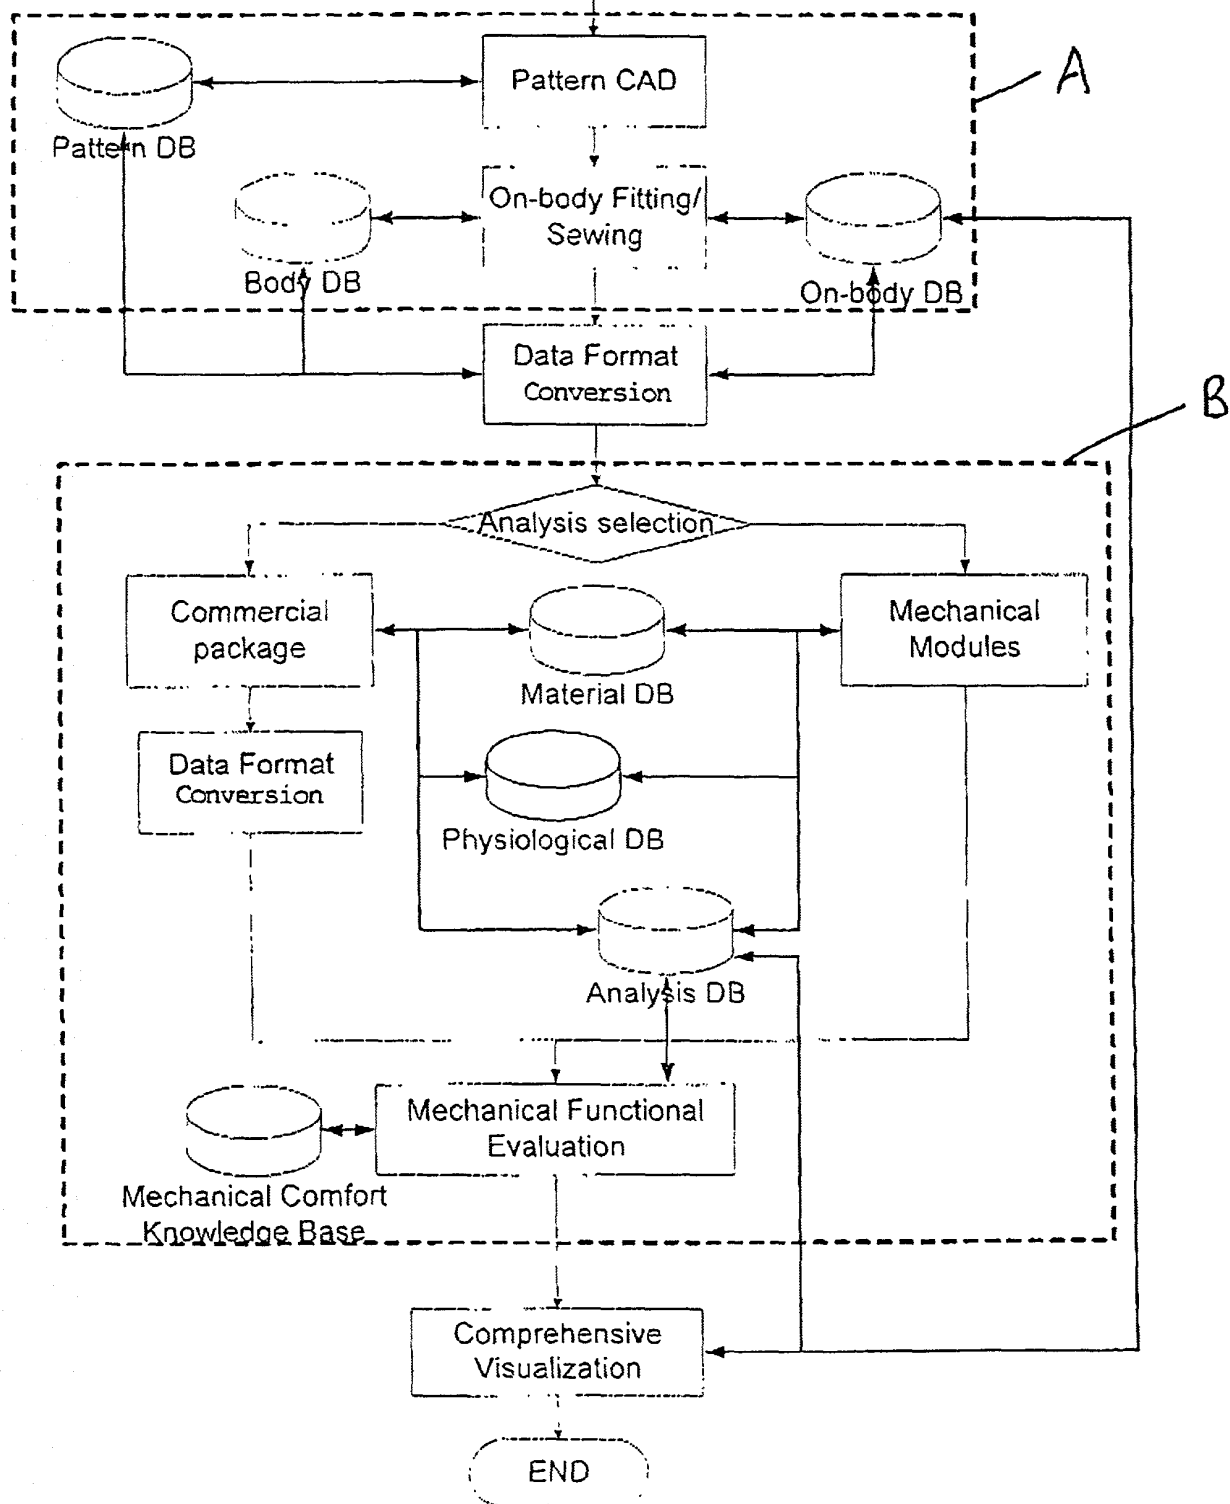 A
Pattern CAD
Pattern DB
On-body Fitting/
Sewing
Body DB
On-body DB
Data Format
Conversion
B
Analysis selection
Commercial
package
Mechanical
Modules
Material DB
Data Format
Conversion
Physiological DB
Analysis DB
Mechanical Functional
Evaluation
Mechanical Comfort
Knowledge Base
Comprehensive
Visualization
END